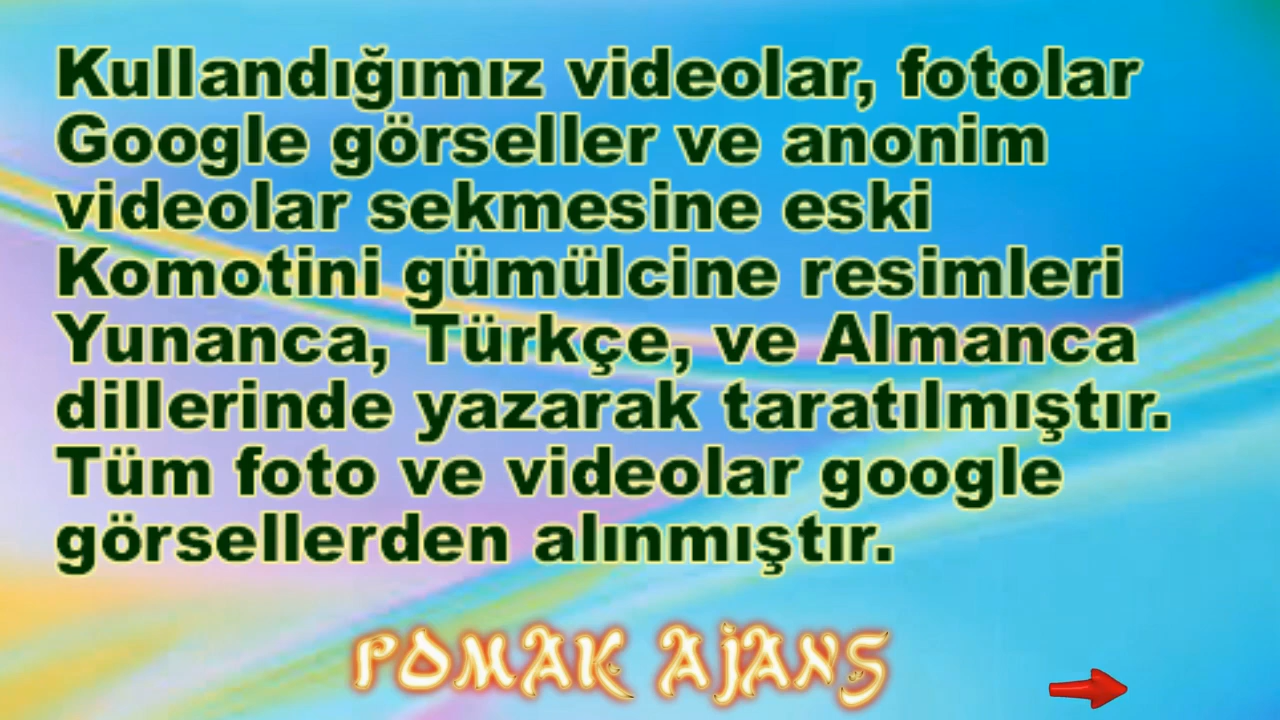 Kullandığımız videolar, fotolar
Google görseller ve anonim
videolar sekmesine eski
Komotini gümülcine resimleri
Yunanca, Türkçe, ve Almanca
dillerinde yazarak taratılmıştır.
Tüm foto ve videolar google
görsellerden alınmıştır.
POMAK AJANS